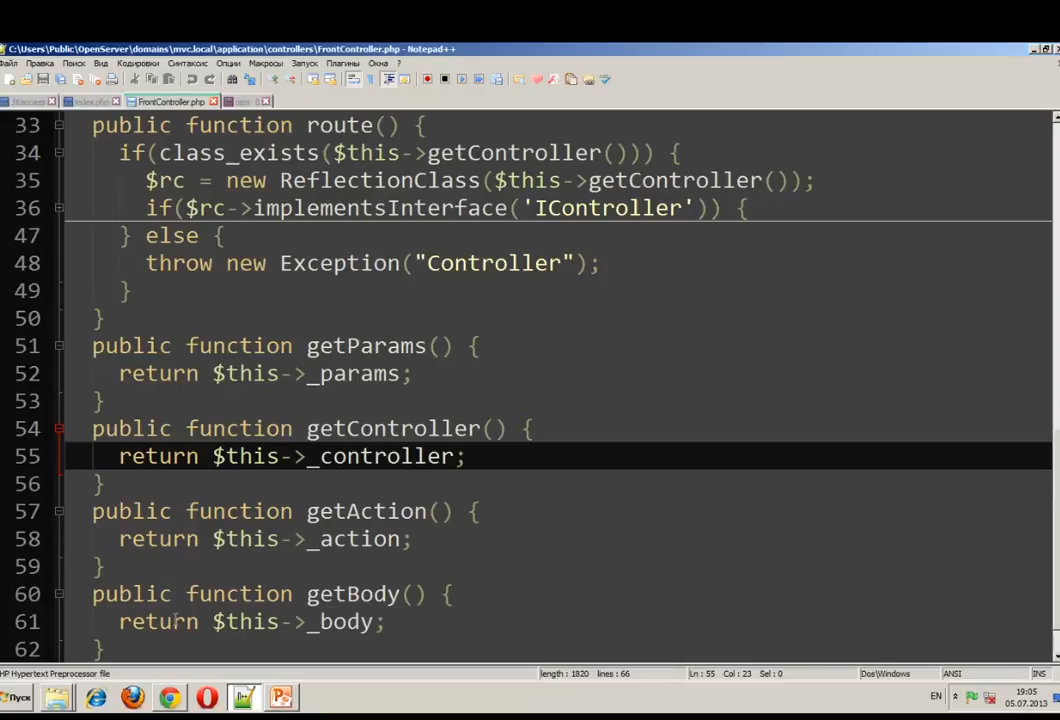 C:\Users\Public\OpenServer\domains\mvc.local\application\controllers\FrontController.php - Notepad++
Файл Правка Поиск Вид Кодировки Синтаксис Опции Макросы Запуск Плагины Окна ?
index.php FrontController.php new
33 public function route() {
34 if(class_exists($this->getController())) {
35 $rc = new ReflectionClass($this->getController());
36 if($rc->implementsInterface('IController')) {
47 } else {
48 throw new Exception("Controller");
49 }
50 }
51 public function getParams() {
52 return $this->_params;
53 }
54 public function getController() {
55 return $this->_controller;
56 }
57 public function getAction() {
58 return $this->_action;
59 }
60 public function getBody() {
61 return $this->_body;
62 }
HP Hypertext Preprocessor file length : 1820 lines : 66 Ln : 55 Col : 23 Sel : 0 Dos\Windows ANSI INS
Пуск EN 19:05
05.07.2013